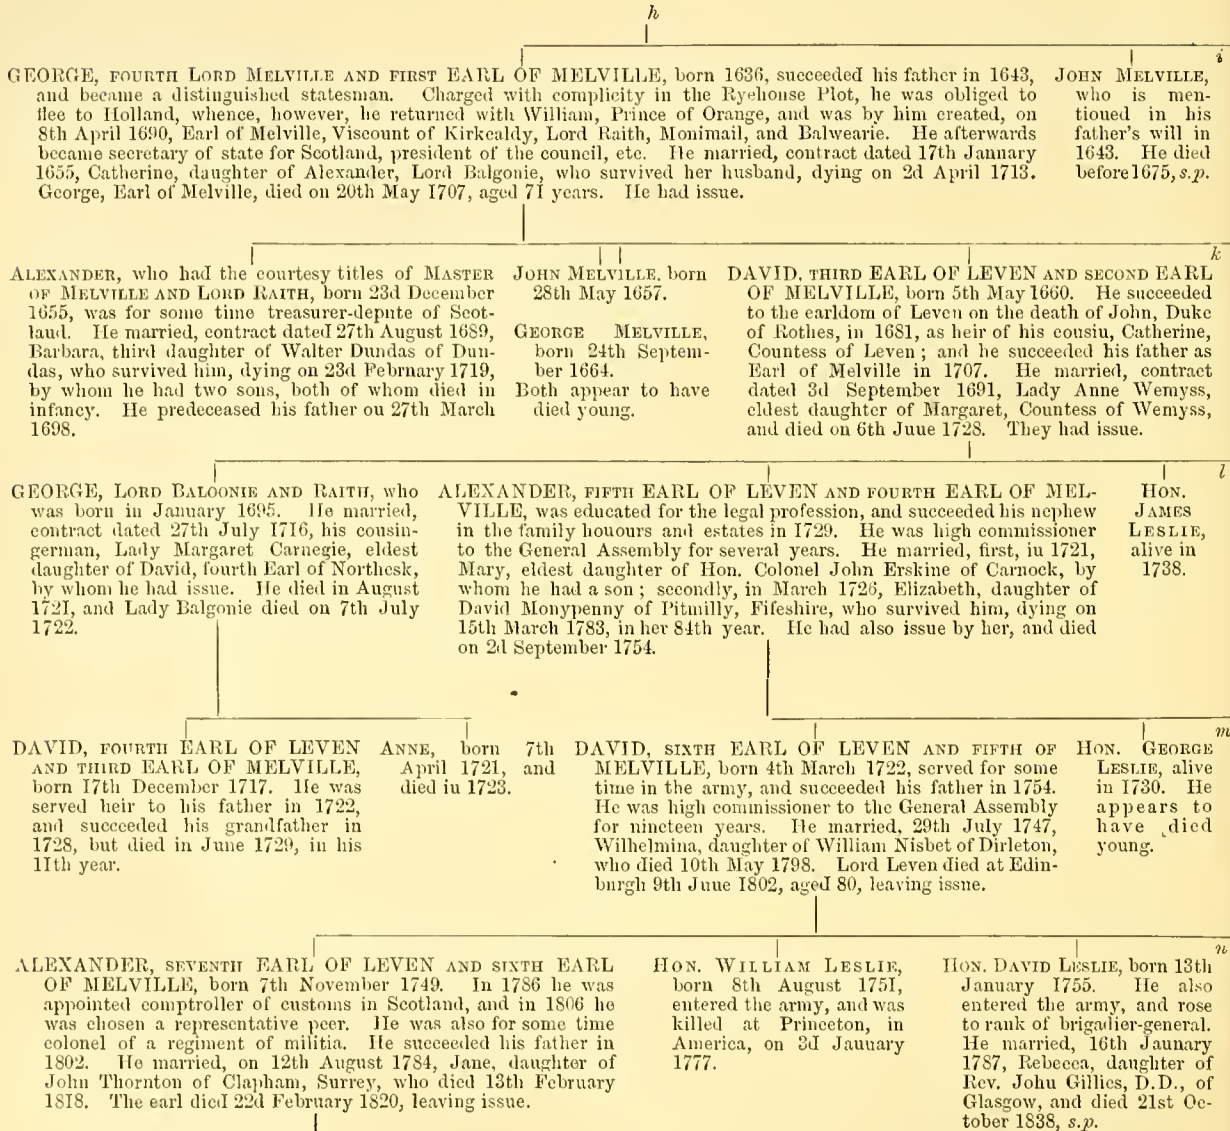 h
i
GEORGE, FOURTH LORD MELVILLE AND FIRST EARL OF MELVILLE, born 1636, succeeded his father in 1643,
and became a distinguished statesman. Charged with complicity in the Ryehouse Plot, he was obliged to
flee to Holland, whence, however, he returned with William, Prince of Orange, and was by him created, on
8th April 1690, Earl of Melville, Viscount of Kirkcaldy, Lord Raith, Monimail, and Balwearie. He afterwards
became secretary of state for Scotland, president of the council, etc. He married, contract dated 17th January
1655, Catherine, daughter of Alexander, Lord Balgonie, who survived her husband, dying on 2d April 1713.
George, Earl of Melville, died on 20th May 1707, aged 71 years. He had issue.
JOHN MELVILLE,
who is men-
tioned in his
father's will in
1643. He died
before 1675, s.p.
k
ALEXANDER, who had the courtesy titles of MASTER
OF MELVILLE AND LORD RAITH, born 23d December
1655, was for some time treasurer-depute of Scot-
land. He married, contract dated 27th August 1689,
Barbara, third daughter of Walter Dundas of Dun-
das, who survived him, dying on 23d February 1719,
by whom he had two sons, both of whom died in
infancy. He predeceased his father on 27th March
1698.
JOHN MELVILLE, born
28th May 1657.
GEORGE MELVILLE,
born 24th Septem-
ber 1664.
Both appear to have
died young.
DAVID, THIRD EARL OF LEVEN AND SECOND EARL
OF MELVILLE, born 5th May 1660. He succeeded
to the earldom of Leven on the death of John, Duke
of Rothes, in 1681, as heir of his cousin, Catherine,
Countess of Leven; and he succeeded his father as
Earl of Melville in 1707. He married, contract
dated 3d September 1691, Lady Anne Wemyss,
eldest daughter of Margaret, Countess of Wemyss,
and died on 6th June 1728. They had issue.
l
GEORGE, LORD BALGONIE AND RAITH, who
was born in January 1695. He married,
contract dated 27th July 1716, his cousin-
german, Lady Margaret Carnegie, eldest
daughter of David, fourth Earl of Northesk,
by whom he had issue. He died in August
1721, and Lady Balgonie died on 7th July
1722.
ALEXANDER, FIFTH EARL OF LEVEN AND FOURTH EARL OF MEL-
VILLE, was educated for the legal profession, and succeeded his nephew
in the family honours and estates in 1729. He was high commissioner
to the General Assembly for several years. He married, first, in 1721,
Mary, eldest daughter of Hon. Colonel John Erskine of Carnock, by
whom he had a son; secondly, in March 1726, Elizabeth, daughter of
David Monypenny of Pitmilly, Fifeshire, who survived him, dying on
15th March 1783, in her 84th year. He had also issue by her, and died
on 2d September 1754.
HON.
JAMES
LESLIE,
alive in
1738.
m
DAVID, FOURTH EARL OF LEVEN
AND THIRD EARL OF MELVILLE,
born 17th December 1717. He was
served heir to his father in 1722,
and succeeded his grandfather in
1728, but died in June 1729, in his
11th year.
ANNE, born 7th
April 1721, and
died in 1723.
DAVID, SIXTH EARL OF LEVEN AND FIFTH OF
MELVILLE, born 4th March 1722, served for some
time in the army, and succeeded his father in 1754.
He was high commissioner to the General Assembly
for nineteen years. He married, 29th July 1747,
Wilhelmina, daughter of William Nisbet of Dirleton,
who died 10th May 1798. Lord Leven died at Edin-
burgh 9th June 1802, aged 80, leaving issue.
HON. GEORGE
LESLIE, alive
in 1730. He
appears to
have died
young.
n
ALEXANDER, SEVENTH EARL OF LEVEN AND SIXTH EARL
OF MELVILLE, born 7th November 1749. In 1786 he was
appointed comptroller of customs in Scotland, and in 1806 he
was chosen a representative peer. He was also for some time
colonel of a regiment of militia. He succeeded his father in
1802. He married, on 12th August 1784, Jane, daughter of
John Thornton of Clapham, Surrey, who died 13th February
1818. The earl died 22d February 1820, leaving issue.
HON. WILLIAM LESLIE,
born 8th August 1751,
entered the army, and was
killed at Princeton, in
America, on 3d January
1777.
HON. DAVID LESLIE, born 13th
January 1755. He also
entered the army, and rose
to rank of brigadier-general.
He married, 16th January
1787, Rebecca, daughter of
Rev. John Gillies, D.D., of
Glasgow, and died 21st Oc-
tober 1838, s.p.